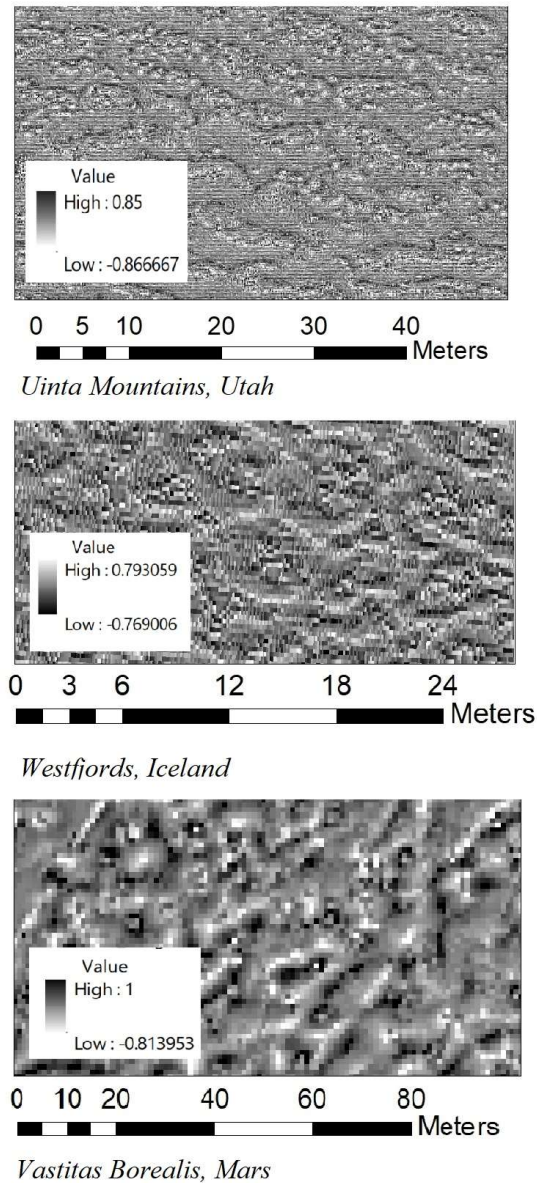 Value
High : 0.85
Low : -0.866667
0 5 10 20 30 40
Meters
Uinta Mountains, Utah
Value
High : 0.793059
Low : -0.769006
0 3 6 12 18 24
Meters
Westfjords, Iceland
Value
High : 1
Low : -0.813953
0 10 20 40 60 80
Meters
Vastitas Borealis, Mars